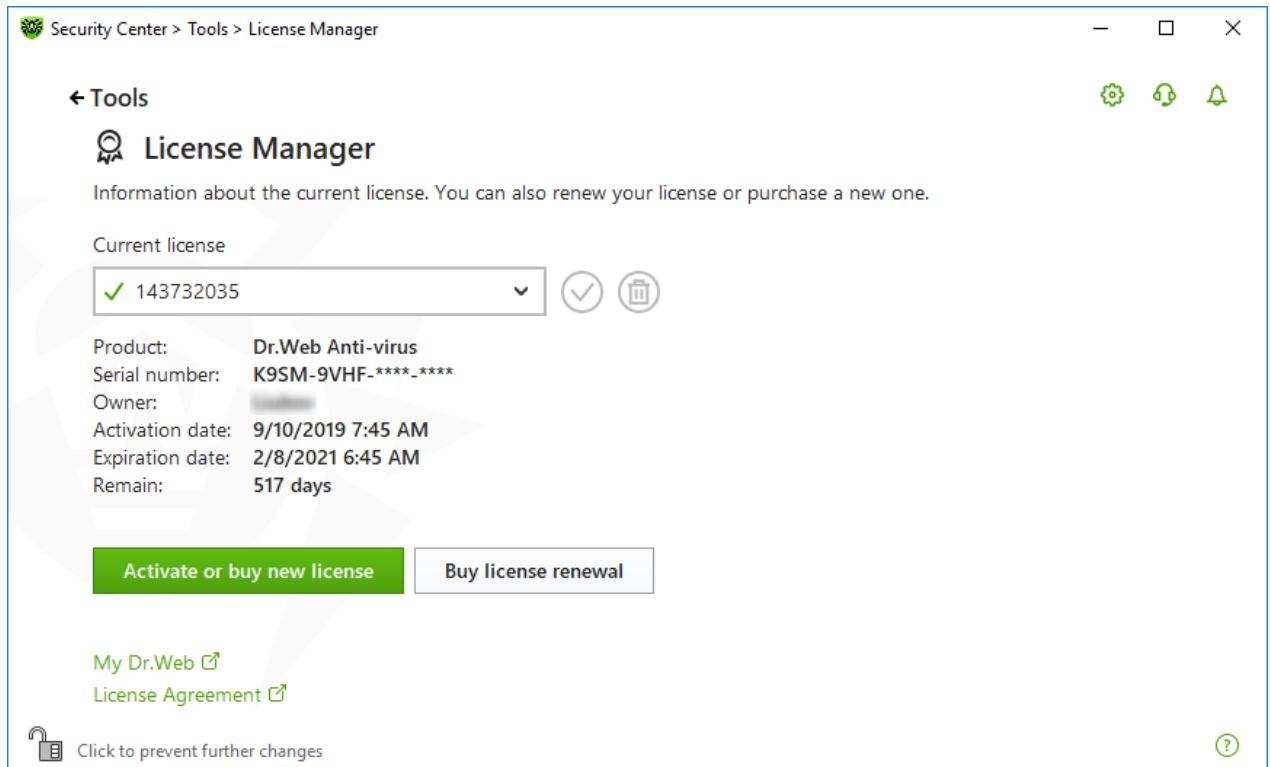 Security Center > Tools > License Manager
Tools
License Manager
Information about the current license. You can also renew your license or purchase a new one.
Current license
143732035
Product: Dr.Web Anti-virus
Serial number: K9SM-9VHF-****-****
Owner:
Activation date: 9/10/2019 7:45 AM
Expiration date: 2/8/2021 6:45 AM
Remain: 517 days
Activate or buy new license Buy license renewal
My Dr.Web
License Agreement
Click to prevent further changes